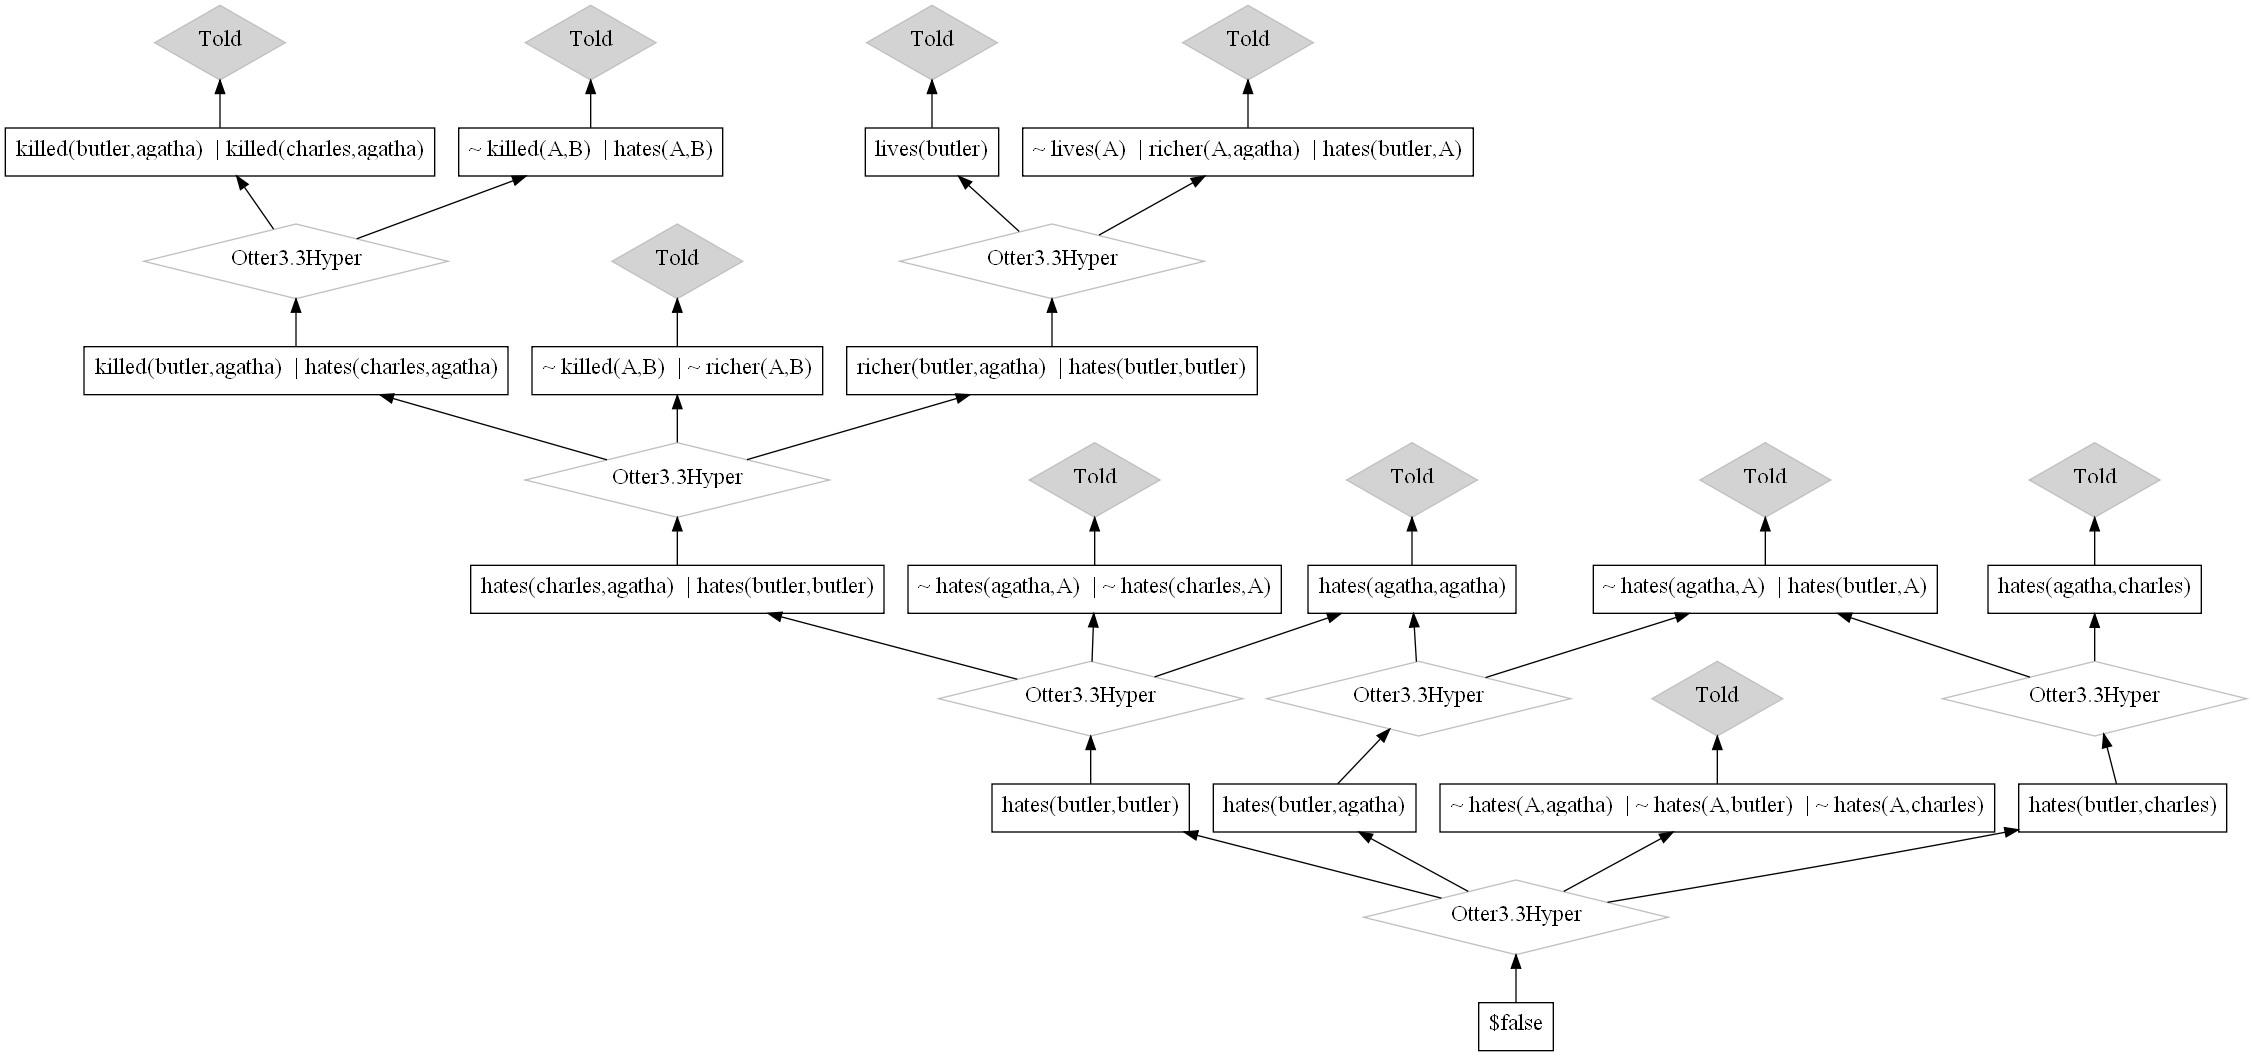 Told
Told
Told
Told
killed(butler,agatha) | killed(charles,agatha)
~ killed(A,B) | hates(A,B)
lives(butler)
~ lives(A) | richer(A,agatha) | hates(butler,A)
Otter3.3Hyper
Told
Otter3.3Hyper
killed(butler,agatha) | hates(charles,agatha)
~ killed(A,B) | ~ richer(A,B)
richer(butler,agatha) | hates(butler,butler)
Otter3.3Hyper
Told
Told
Told
Told
hates(charles,agatha) | hates(butler,butler)
~ hates(agatha,A) | ~ hates(charles,A)
hates(agatha,agatha)
~ hates(agatha,A) | hates(butler,A)
hates(agatha,charles)
Otter3.3Hyper
Otter3.3Hyper
Told
Otter3.3Hyper
hates(butler,butler)
hates(butler,agatha)
~ hates(A,agatha) | ~ hates(A,butler) | ~ hates(A,charles)
hates(butler,charles)
Otter3.3Hyper
$false